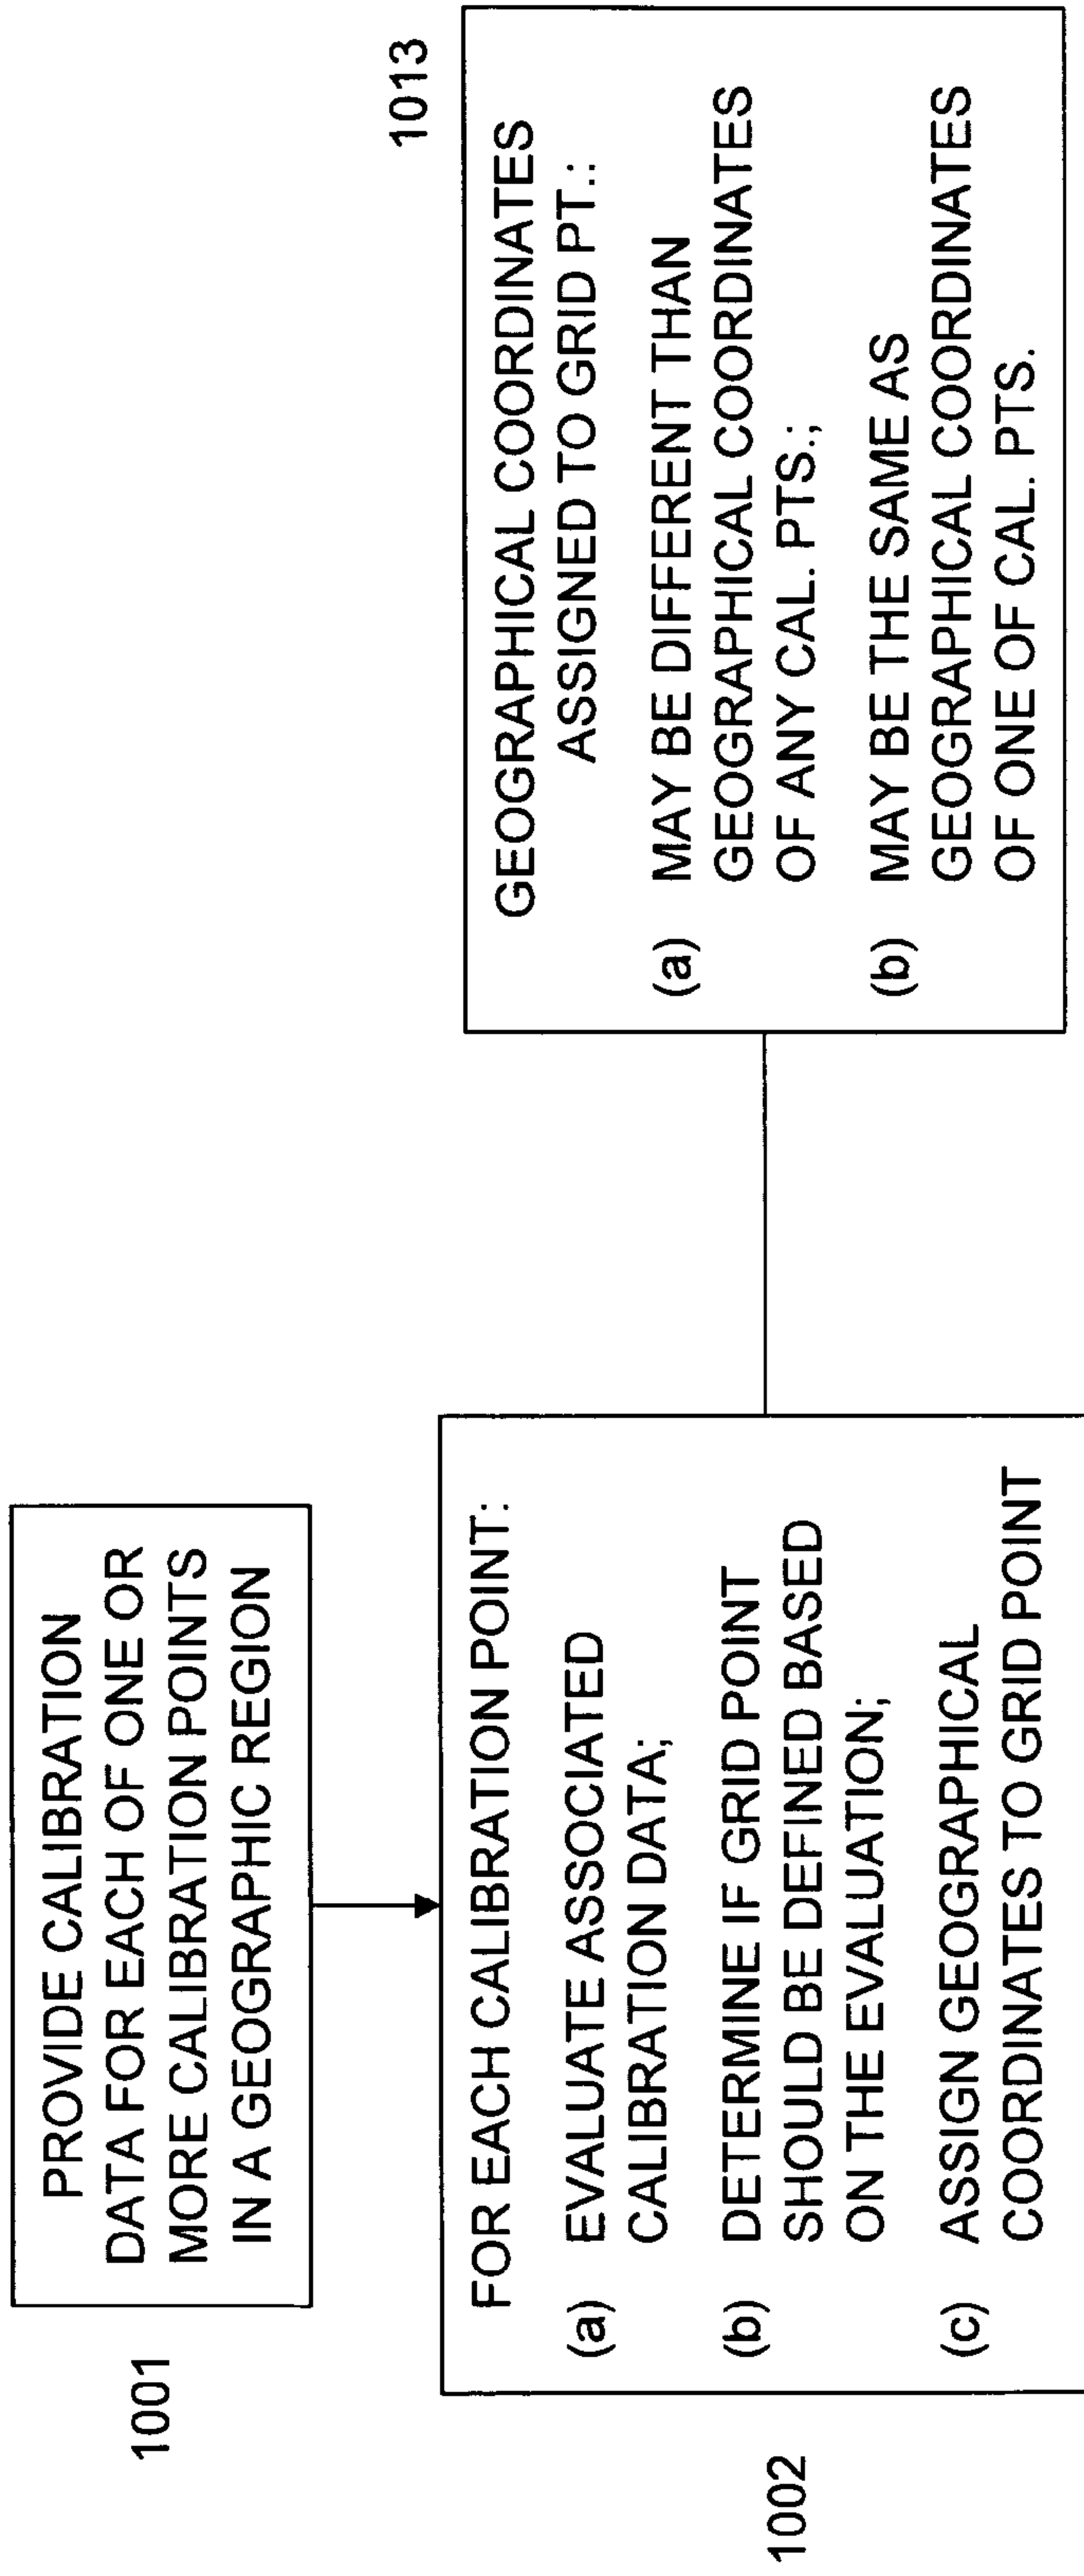 1001
PROVIDE CALIBRATION
DATA FOR EACH OF ONE OR
MORE CALIBRATION POINTS
IN A GEOGRAPHIC REGION
1002
FOR EACH CALIBRATION POINT:
(a) EVALUATE ASSOCIATED
CALIBRATION DATA;
(b) DETERMINE IF GRID POINT
SHOULD BE DEFINED BASED
ON THE EVALUATION;
(c) ASSIGN GEOGRAPHICAL
COORDINATES TO GRID POINT
1013
GEOGRAPHICAL COORDINATES
ASSIGNED TO GRID PT.:
(a) MAY BE DIFFERENT THAN
GEOGRAPHICAL COORDINATES
OF ANY CAL. PTS.;
(b) MAY BE THE SAME AS
GEOGRAPHICAL COORDINATES
OF ONE OF CAL. PTS.